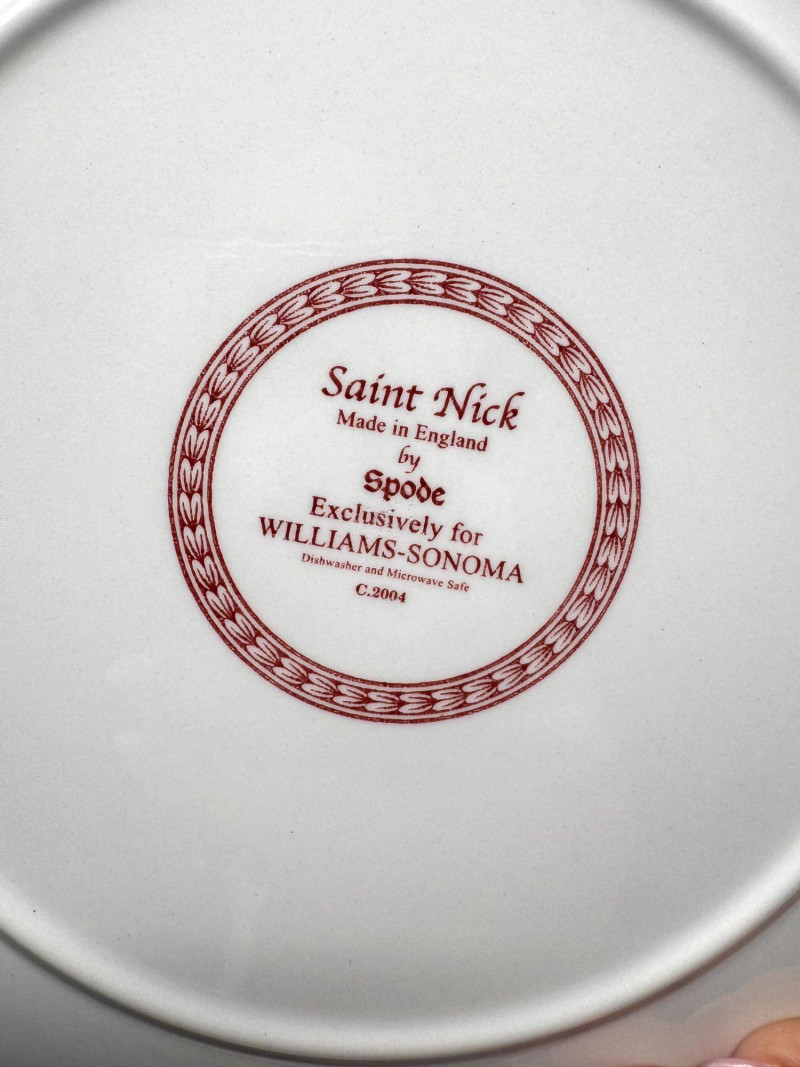 Saint Nick
Made in England
by
Spode
Exclusively for
WILLIAMS-SONOMA
Dishwasher and Microwave Safe
C.2004